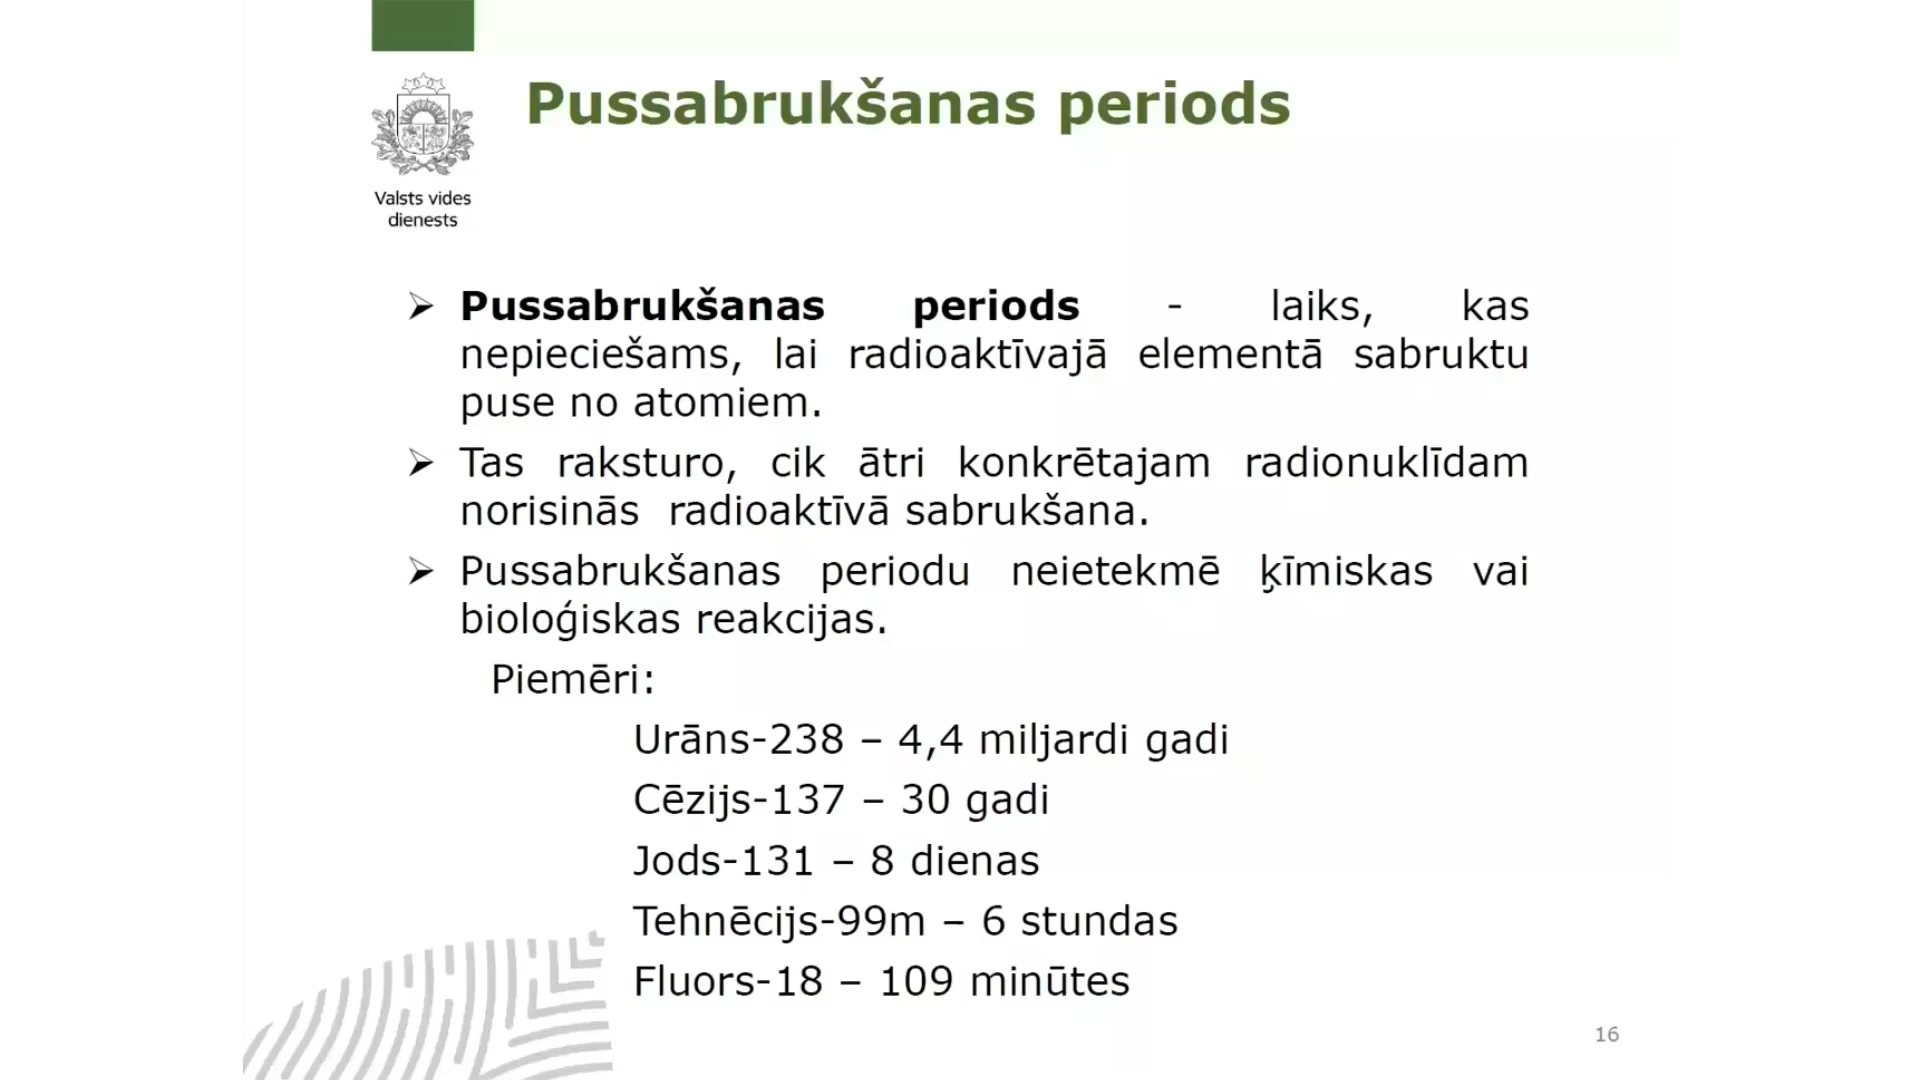 Pussabrukšanas periods
Valsts vides
dienests
➢ Pussabrukšanas periods - laiks, kas
nepieciešams, lai radioaktīvajā elementā sabruktu
puse no atomiem.
➢ Tas raksturo, cik ātri konkrētajam radionuklīdam
norisinās radioaktīvā sabrukšana.
➢ Pussabrukšanas periodu neietekmē ķīmiskas vai
bioloģiskas reakcijas.
Piemēri:
Urāns-238 – 4,4 miljardi gadi
Cēzijs-137 – 30 gadi
Jods-131 – 8 dienas
Tehnēcijs-99m – 6 stundas
Fluors-18 – 109 minūtes
16